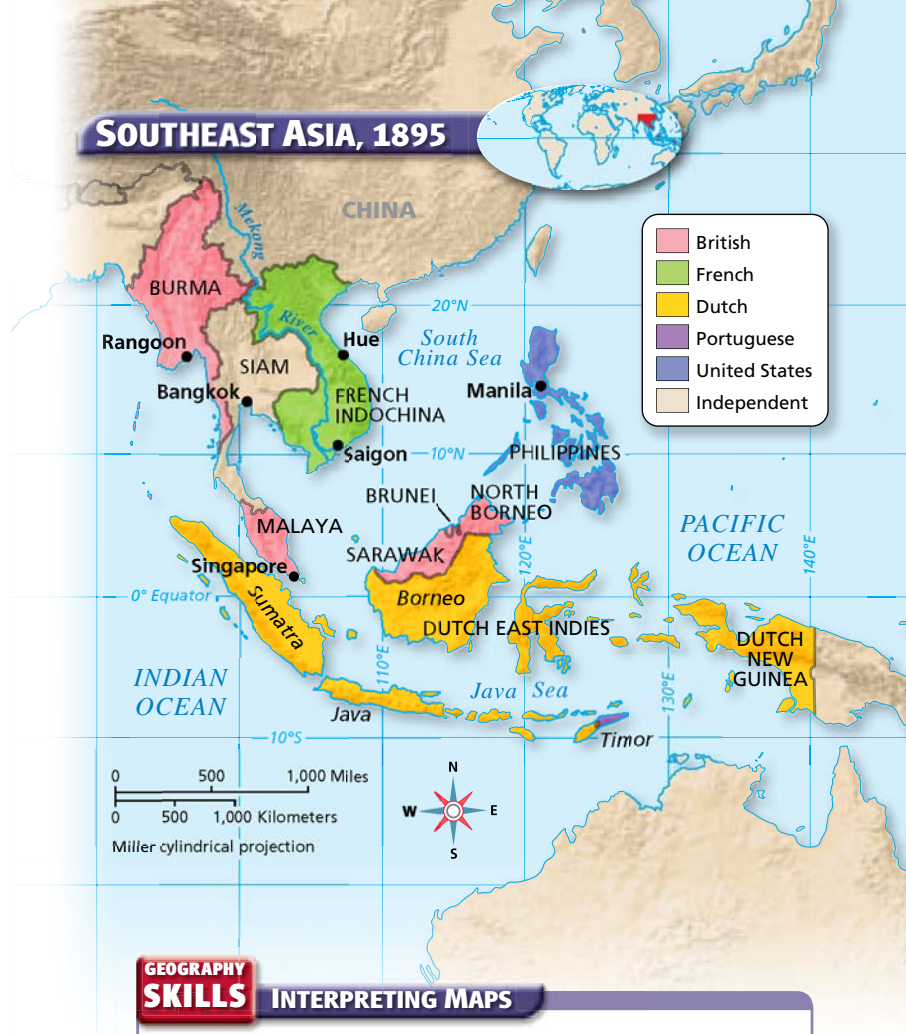 SOUTHEAST ASIA, 1895
CHINA
Mekong
River
British
French
Dutch
Portuguese
United States
Independent
BURMA
20°N
Rangoon
Hue
South
China Sea
SIAM
Bangkok
Manila
FRENCH
INDOCHINA
Saigon
10°N
PHILIPPINES
BRUNEI
NORTH
BORNEO
MALAYA
PACIFIC
OCEAN
SARAWAK
120°E
140°E
Singapore
0° Equator
Sumatra
Borneo
DUTCH EAST INDIES
DUTCH
NEW
GUINEA
110°E
130°E
INDIAN
OCEAN
Java Sea
Java
10°S
Timor
0 500 1,000 Miles
0 500 1,000 Kilometers
Miller cylindrical projection
N
W E
S
GEOGRAPHY
SKILLS
INTERPRETING MAPS